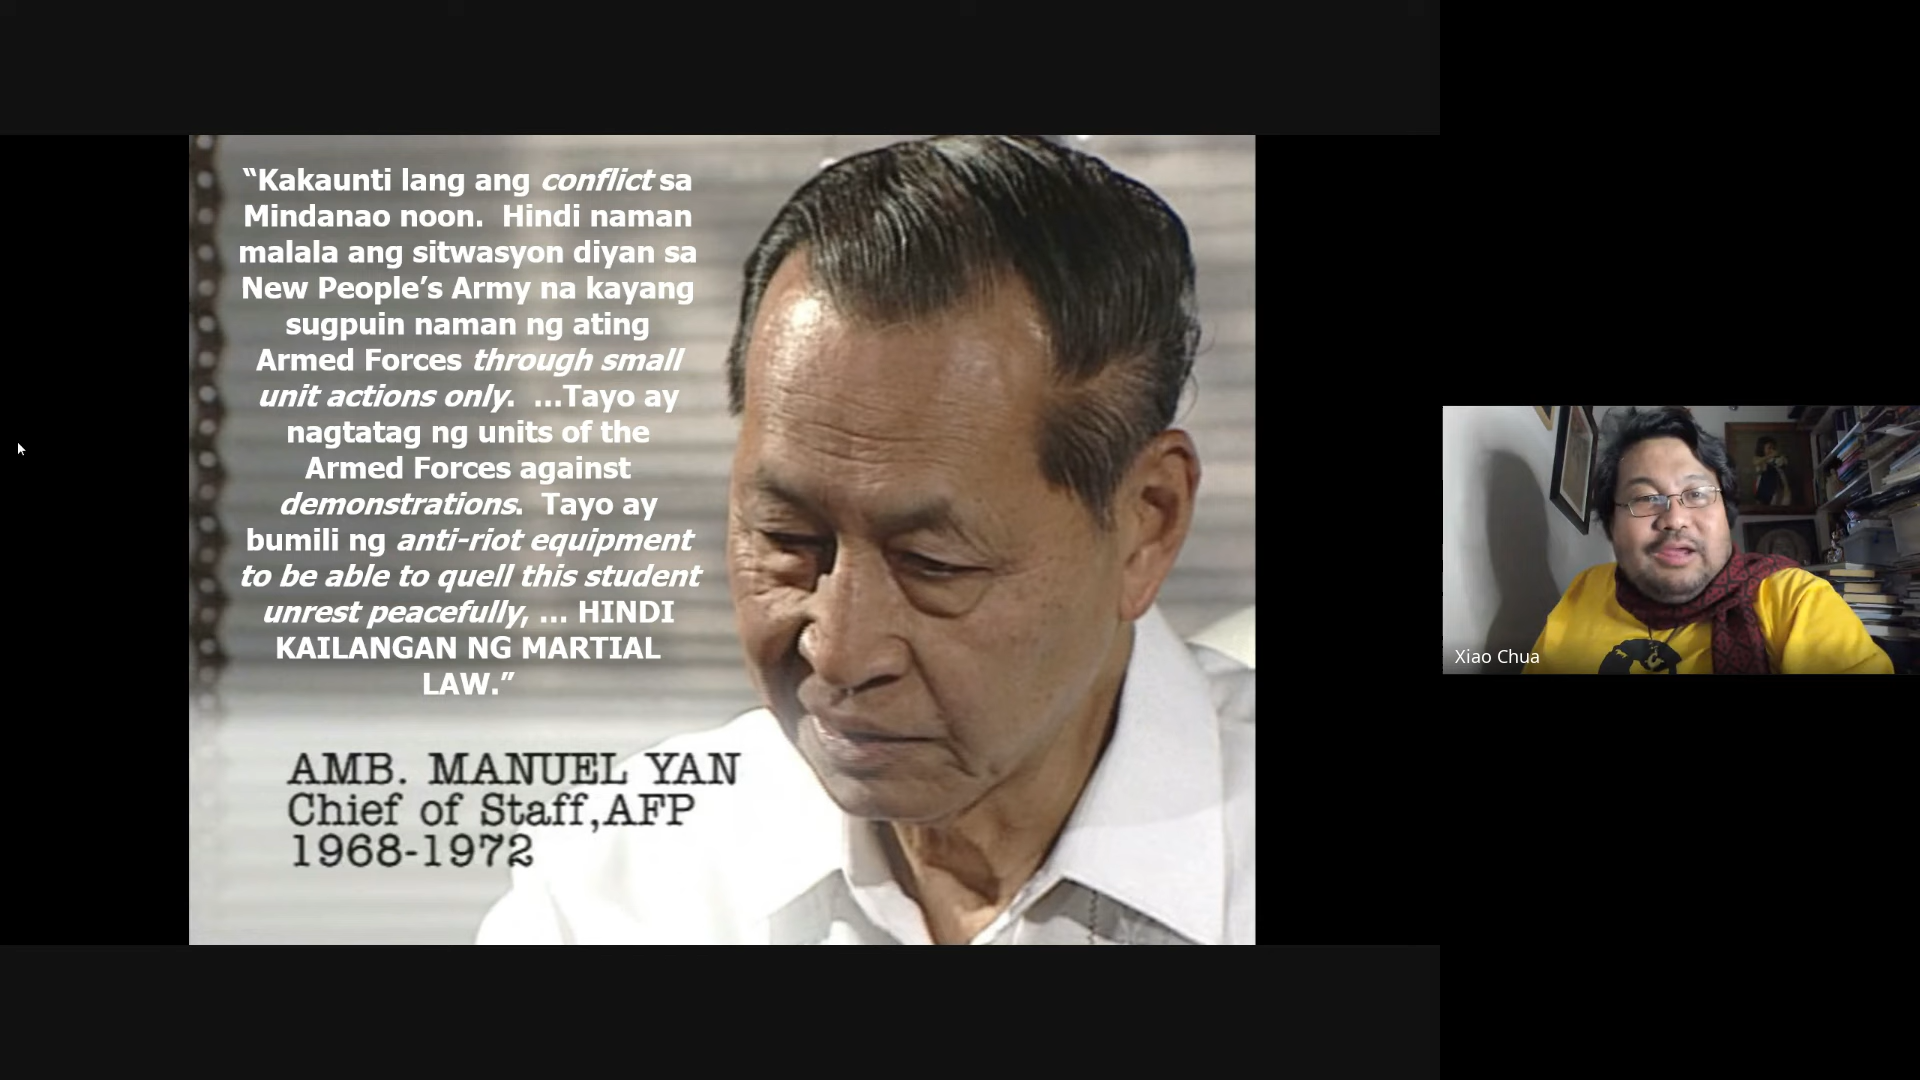 “Kakaunti lang ang conflict sa
Mindanao noon.  Hindi naman
malala ang sitwasyon diyan sa
New People’s Army na kayang
sugpuin naman ng ating
Armed Forces through small
unit actions only.  ...Tayo ay
nagtatag ng units of the
Armed Forces against
demonstrations.  Tayo ay
bumili ng anti-riot equipment
to be able to quell this student
unrest peacefully, ... HINDI
KAILANGAN NG MARTIAL
LAW.”
AMB. MANUEL YAN
Chief of Staff,AFP
1968-1972
Xiao Chua